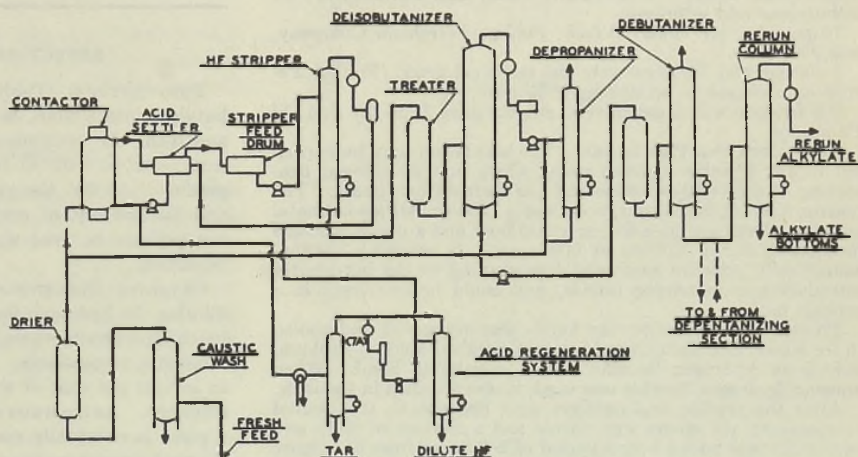 DEISOBUTANIZER
DEBUTANIZER
RERUN
COLUMN
HF STRIPPER
DEPROPANIZER
TREATER
CONTACTOR
ACID
SETTLER
STRIPPER
FEED
DRUM
RERUN
ALKYLATE
ALKYLATE
BOTTOMS
TO & FROM
DEPENTANIZING
SECTION
DRIER
CAUSTIC
WASH
ACID REGENERATION
SYSTEM
FRESH
FEED
TAR
DILUTE HF